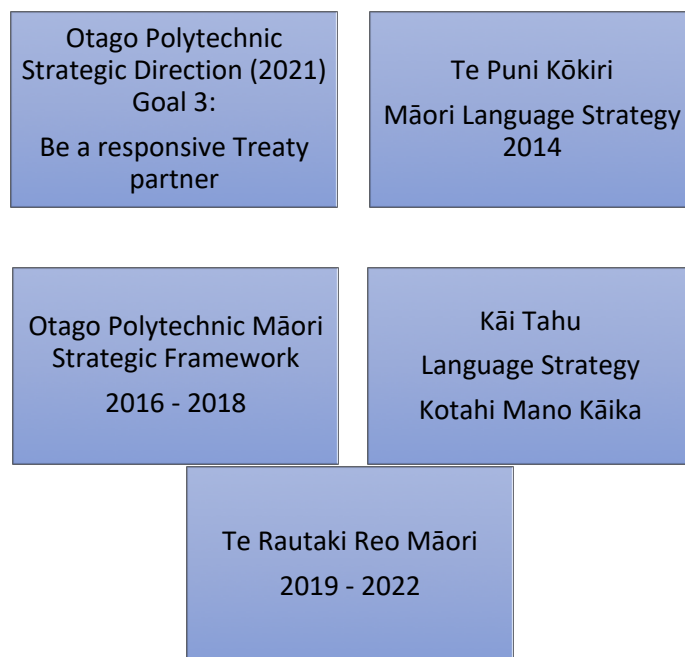 Otago Polytechnic
Strategic Direction (2021)
Goal 3:
Be a responsive Treaty
partner
Te Puni Kōkiri
Māori Language Strategy
2014
Otago Polytechnic Māori
Strategic Framework
2016 - 2018
Kāi Tahu
Language Strategy
Kotahi Mano Kāika
Te Rautaki Reo Māori
2019 - 2022